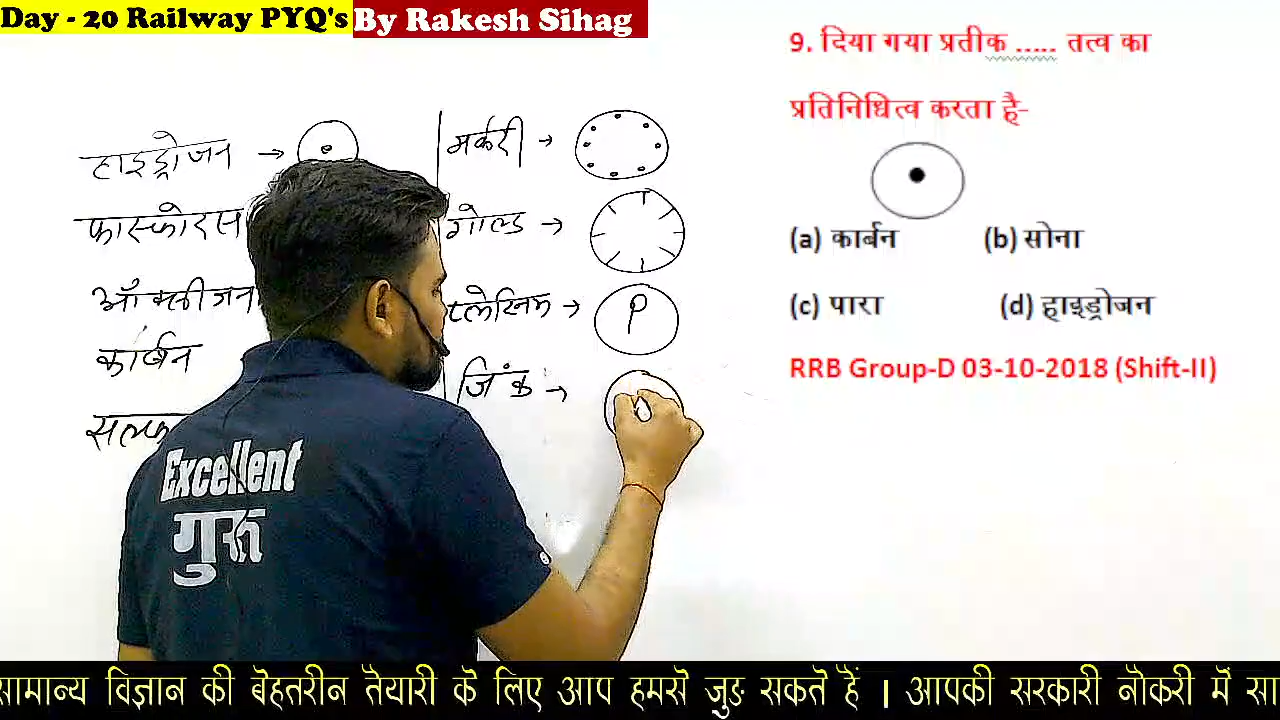 Day - 20 Railway PYQ's By Rakesh Sihag
9. दिया गया प्रतीक ..... तत्व का
प्रतिनिधित्व करता है-
(a) कार्बन (b) सोना
(c) पारा (d) हाइड्रोजन
RRB Group-D 03-10-2018 (Shift-II)
हाइड्रोजन →
फास्फोरस
ऑक्सीजन
कार्बन
मर्करी →
गोल्ड →
P
जिंक →
Excellent
गुरू
सामान्य विज्ञान की बेहतरीन तैयारी के लिए आप हमसे जुङ सकते हैं । आपकी सरकारी नौकरी में सा